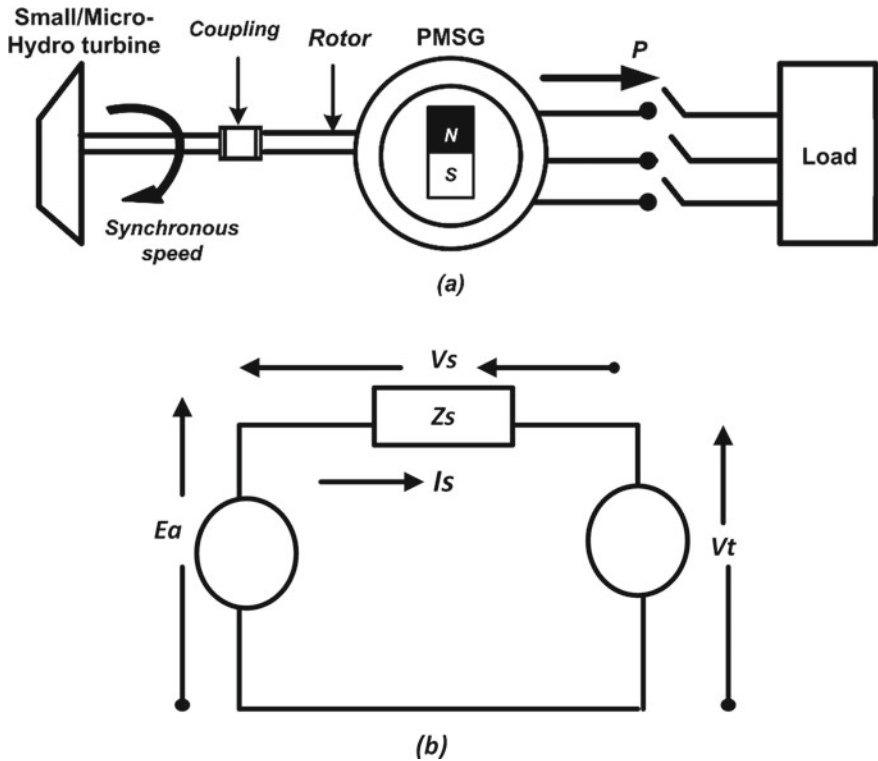 Small/Micro-
Hydro turbine
Coupling
Rotor
PMSG
P
N
S
Load
Synchronous
speed
(a)
Vs
Zs
Is
Ea
Vt
(b)